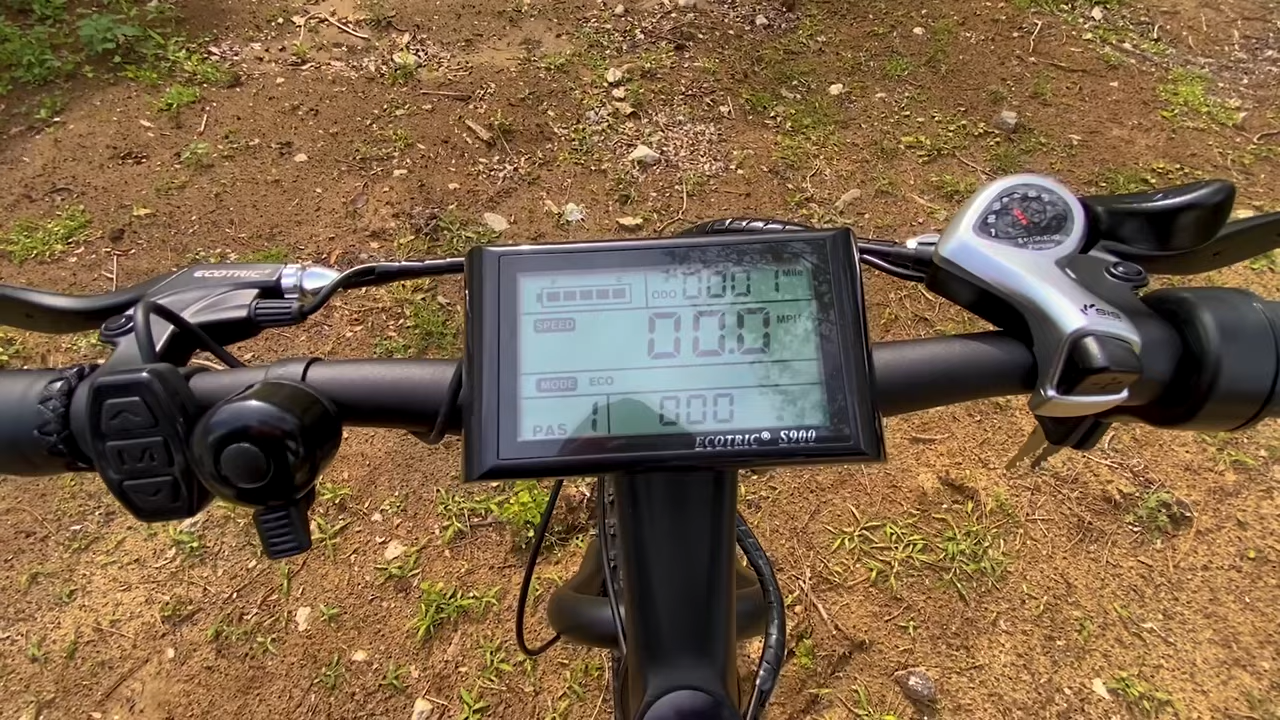 ECOTRIC
ODO 0001 Mile
SPEED 00.0 MPH
MODE ECO
PAS 1 000
ECOTRIC® S900
SIS